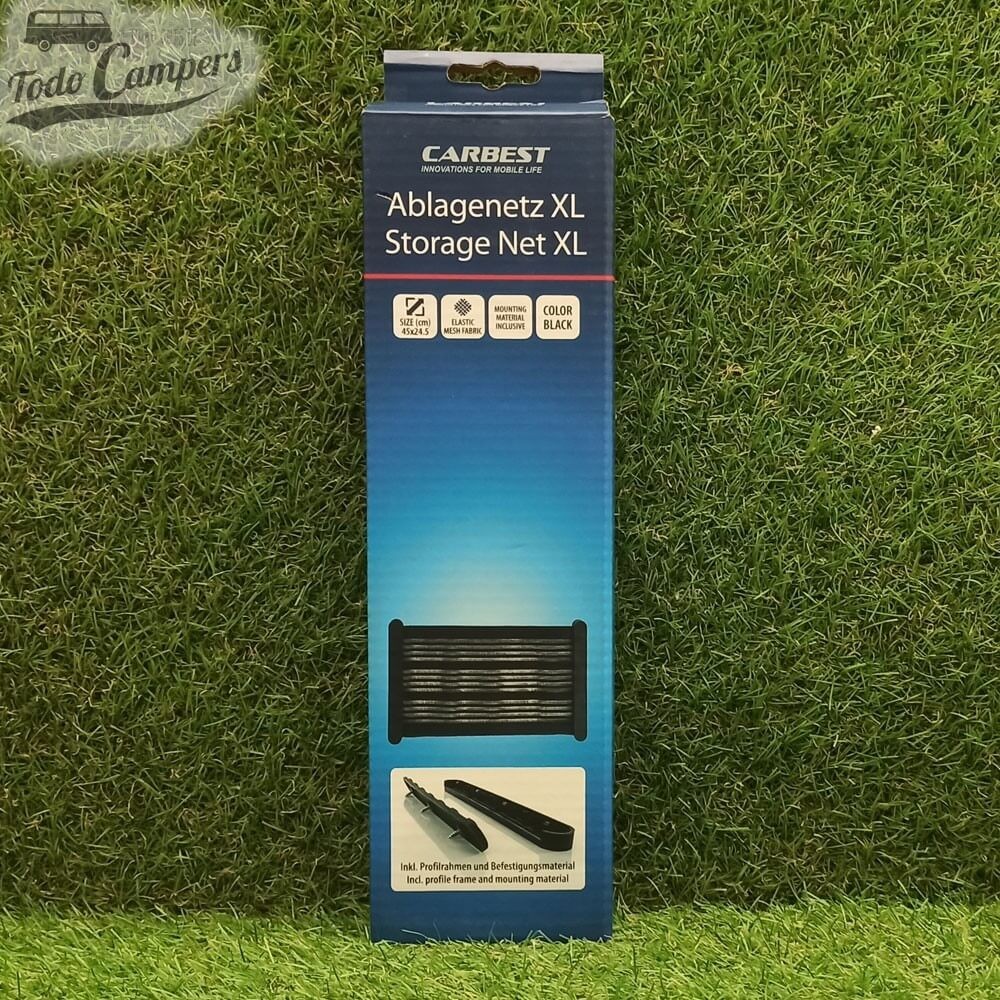 Todo Campers
CARBEST
INNOVATIONS FOR MOBILE LIFE
Ablagenetz XL
Storage Net XL
SIZE (cm)
45x24.5
ELASTIC
MESH FABRIC
MOUNTING
MATERIAL
INCLUSIVE
COLOR
BLACK
Inkl. Profilrahmen und Befestigungsmaterial
Incl. profile frame and mounting material